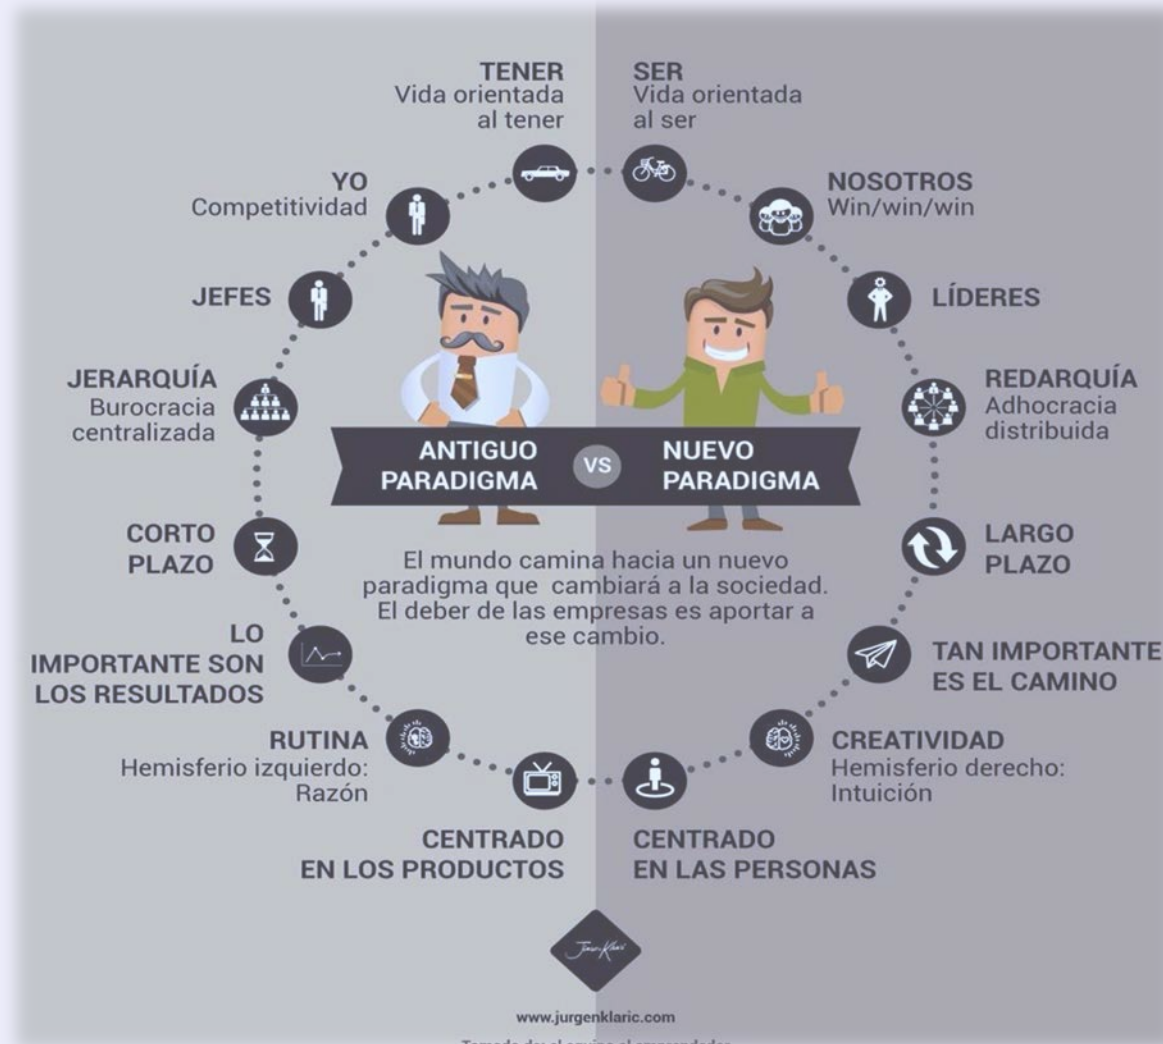 TENER
Vida orientada
al tener
SER
Vida orientada
al ser
YO
Competitividad
NOSOTROS
Win/win/win
JEFES
LÍDERES
JERARQUÍA
Burocracia
centralizada
REDARQUÍA
Adhocracia
distribuida
ANTIGUO
PARADIGMA
VS
NUEVO
PARADIGMA
CORTO
PLAZO
LARGO
PLAZO
El mundo camina hacia un nuevo
paradigma que cambiará a la sociedad.
El deber de las empresas es aportar a
ese cambio.
LO
IMPORTANTE SON
LOS RESULTADOS
TAN IMPORTANTE
ES EL CAMINO
RUTINA
Hemisferio izquierdo:
Razón
CREATIVIDAD
Hemisferio derecho:
Intuición
CENTRADO
EN LOS PRODUCTOS
CENTRADO
EN LAS PERSONAS
Jürgen Klarić
www.jurgenklaric.com